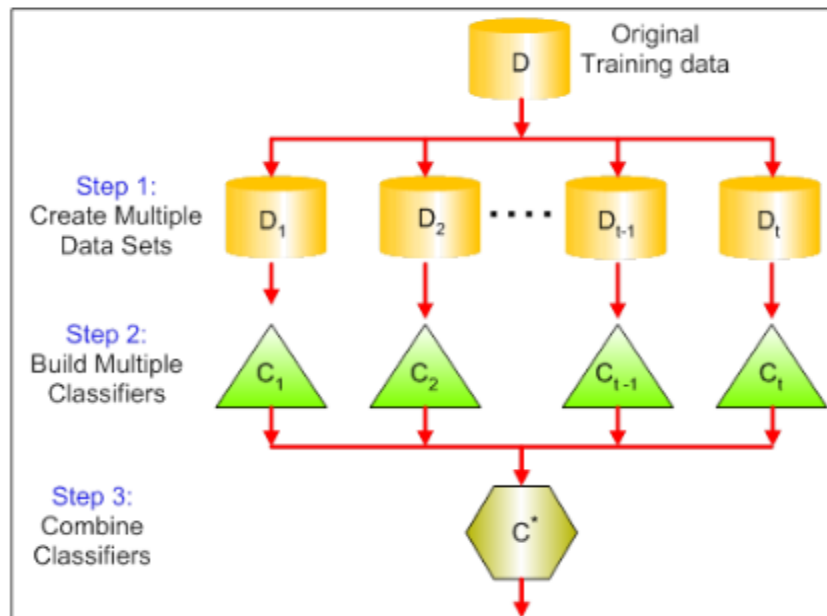 Original
Training data
D
Step 1:
Create Multiple
Data Sets
D₁ D₂ .... Dₜ₋₁ Dₜ
Step 2:
Build Multiple
Classifiers
C₁ C₂ Cₜ₋₁ Cₜ
Step 3:
Combine
Classifiers
C*